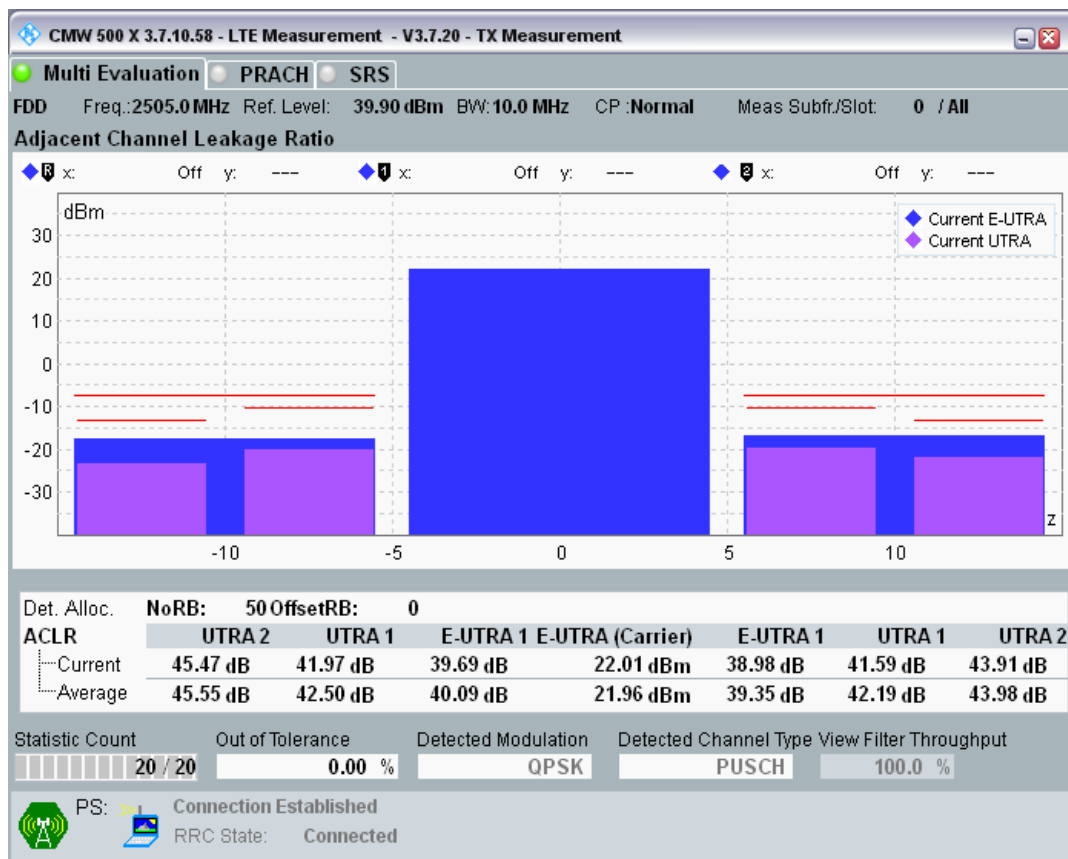 CMW 500 X 3.7.10.58 - LTE Measurement - V3.7.20 - TX Measurement
Multi Evaluation PRACH SRS
FDD Freq.:2505.0 MHz Ref. Level: 39.90 dBm BW: 10.0 MHz CP :Normal Meas Subfr./Slot: 0 / All
Adjacent Channel Leakage Ratio
R x: Off y: --- 1 x: Off y: --- 2 x: Off y: ---
dBm
Current E-UTRA
Current UTRA
30
20
10
0
-10
-20
-30
z
-10 -5 0 5 10
Det. Alloc. NoRB: 50 OffsetRB: 0
ACLR UTRA 2 UTRA 1 E-UTRA 1 E-UTRA (Carrier) E-UTRA 1 UTRA 1 UTRA 2
Current 45.47 dB 41.97 dB 39.69 dB 22.01 dBm 38.98 dB 41.59 dB 43.91 dB
Average 45.55 dB 42.50 dB 40.09 dB 21.96 dBm 39.35 dB 42.19 dB 43.98 dB
Statistic Count Out of Tolerance Detected Modulation Detected Channel Type View Filter Throughput
20 / 20 0.00 % QPSK PUSCH 100.0 %
PS: Connection Established
RRC State: Connected